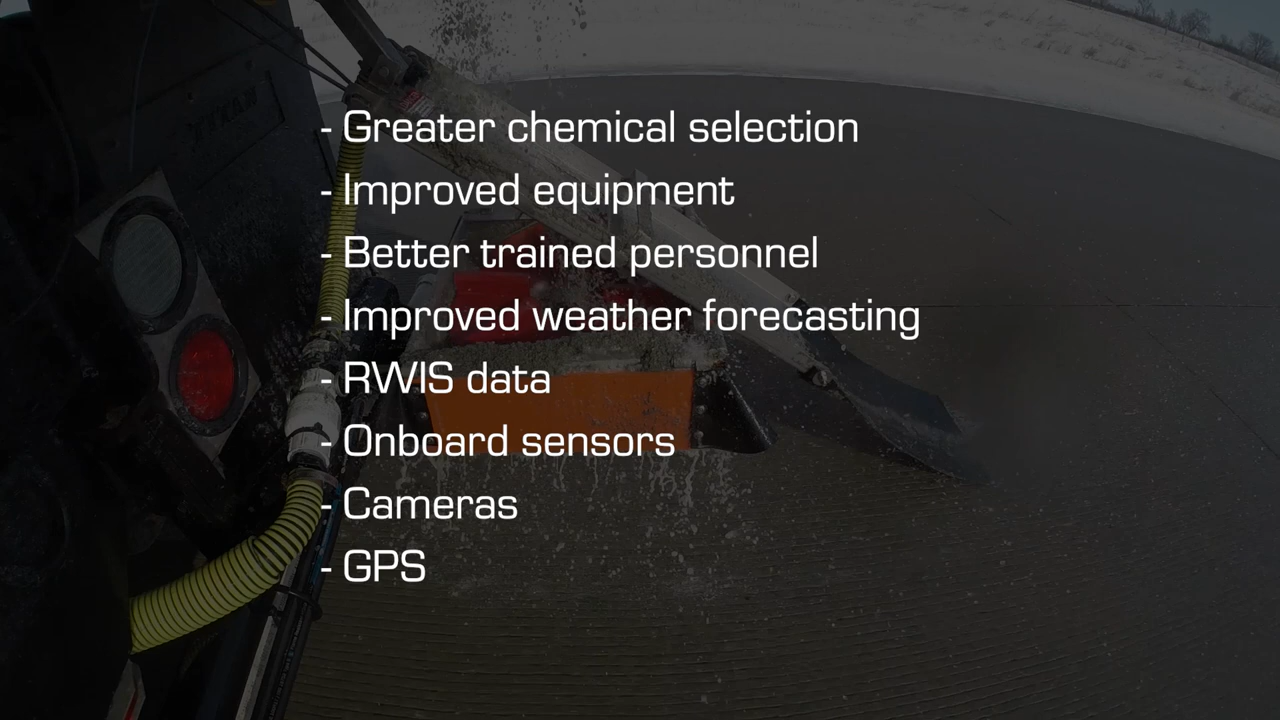 - Greater chemical selection
- Improved equipment
- Better trained personnel
- Improved weather forecasting
- RWIS data
- Onboard sensors
- Cameras
- GPS